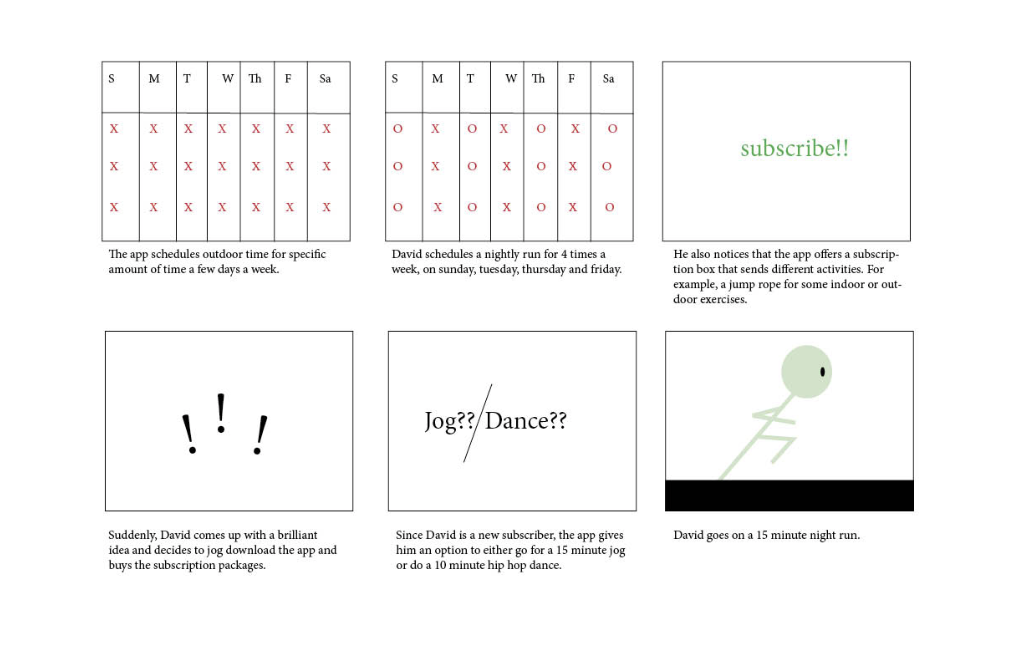 S M T W Th F Sa
X X X X X X X
X X X X X X X
X X X X X X X
The app schedules outdoor time for specific
amount of time a few days a week.
S M T W Th F Sa
O X O X O X O
O X O X O X O
O X O X O X O
David schedules a nightly run for 4 times a
week, on sunday, tuesday, thursday and friday.
subscribe!!
He also notices that the app offers a subscrip-
tion box that sends different activities. For
example, a jump rope for some indoor or out-
door exercises.
! ! !
Suddenly, David comes up with a brilliant
idea and decides to jog download the app and
buys the subscription packages.
Jog?? / Dance??
Since David is a new subscriber, the app gives
him an option to either go for a 15 minute jog
or do a 10 minute hip hop dance.
David goes on a 15 minute night run.